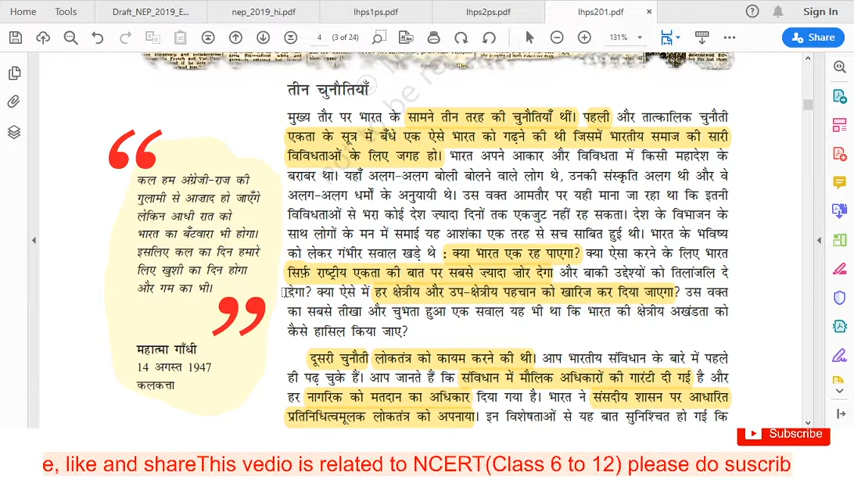 Home
Tools
Draft_NEP_2019_E...
nep_2019_hi.pdf
lhps1ps.pdf
lhps2ps.pdf
lhps201.pdf
Sign In
4 (3 of 24)
131%
Share
तीन चुनौतियाँ
मुख्य तौर पर भारत के सामने तीन तरह की चुनौतियाँ थीं। पहली और तात्कालिक चुनौती
एकता के सूत्र में बँधे एक ऐसे भारत को गढ़ने की थी जिसमें भारतीय समाज की सारी
विविधताओं के लिए जगह हो। भारत अपने आकार और विविधता में किसी महादेश के
बराबर था। यहाँ अलग-अलग बोली बोलने वाले लोग थे, उनकी संस्कृति अलग थी और वे
अलग-अलग धर्मों के अनुयायी थे। उस वक्त आमतौर पर यही माना जा रहा था कि इतनी
विविधताओं से भरा कोई देश ज्यादा दिनों तक एकजुट नहीं रह सकता। देश के विभाजन के
साथ लोगों के मन में समाई यह आशंका एक तरह से सच साबित हुई थी। भारत के भविष्य
को लेकर गंभीर सवाल खड़े थे : क्या भारत एक रह पाएगा? क्या ऐसा करने के लिए भारत
सिर्फ़ राष्ट्रीय एकता की बात पर सबसे ज्यादा ज़ोर देगा और बाकी उद्देश्यों को तिलांजलि दे
देगा? क्या ऐसे में हर क्षेत्रीय और उप-क्षेत्रीय पहचान को खारिज कर दिया जाएगा? उस वक्त
का सबसे तीखा और चुभता हुआ एक सवाल यह भी था कि भारत की क्षेत्रीय अखंडता को
कैसे हासिल किया जाए?
दूसरी चुनौती लोकतंत्र को कायम करने की थी। आप भारतीय संविधान के बारे में पहले
ही पढ़ चुके हैं। आप जानते हैं कि संविधान में मौलिक अधिकारों की गारंटी दी गई है और
हर नागरिक को मतदान का अधिकार दिया गया है। भारत ने संसदीय शासन पर आधारित
प्रतिनिधित्वमूलक लोकतंत्र को अपनाया। इन विशेषताओं से यह बात सुनिश्चित हो गई कि
“
कल हम अंग्रेजी-राज की
गुलामी से आजाद हो जाएँगे
लेकिन आधी रात को
भारत का बँटवारा भी होगा।
इसलिए कल का दिन हमारे
लिए खुशी का दिन होगा
और गम का भी।
”
महात्मा गाँधी
14 अगस्त 1947
कलकत्ता
Subscribe
e, like and shareThis vedio is related to NCERT(Class 6 to 12) please do suscrib